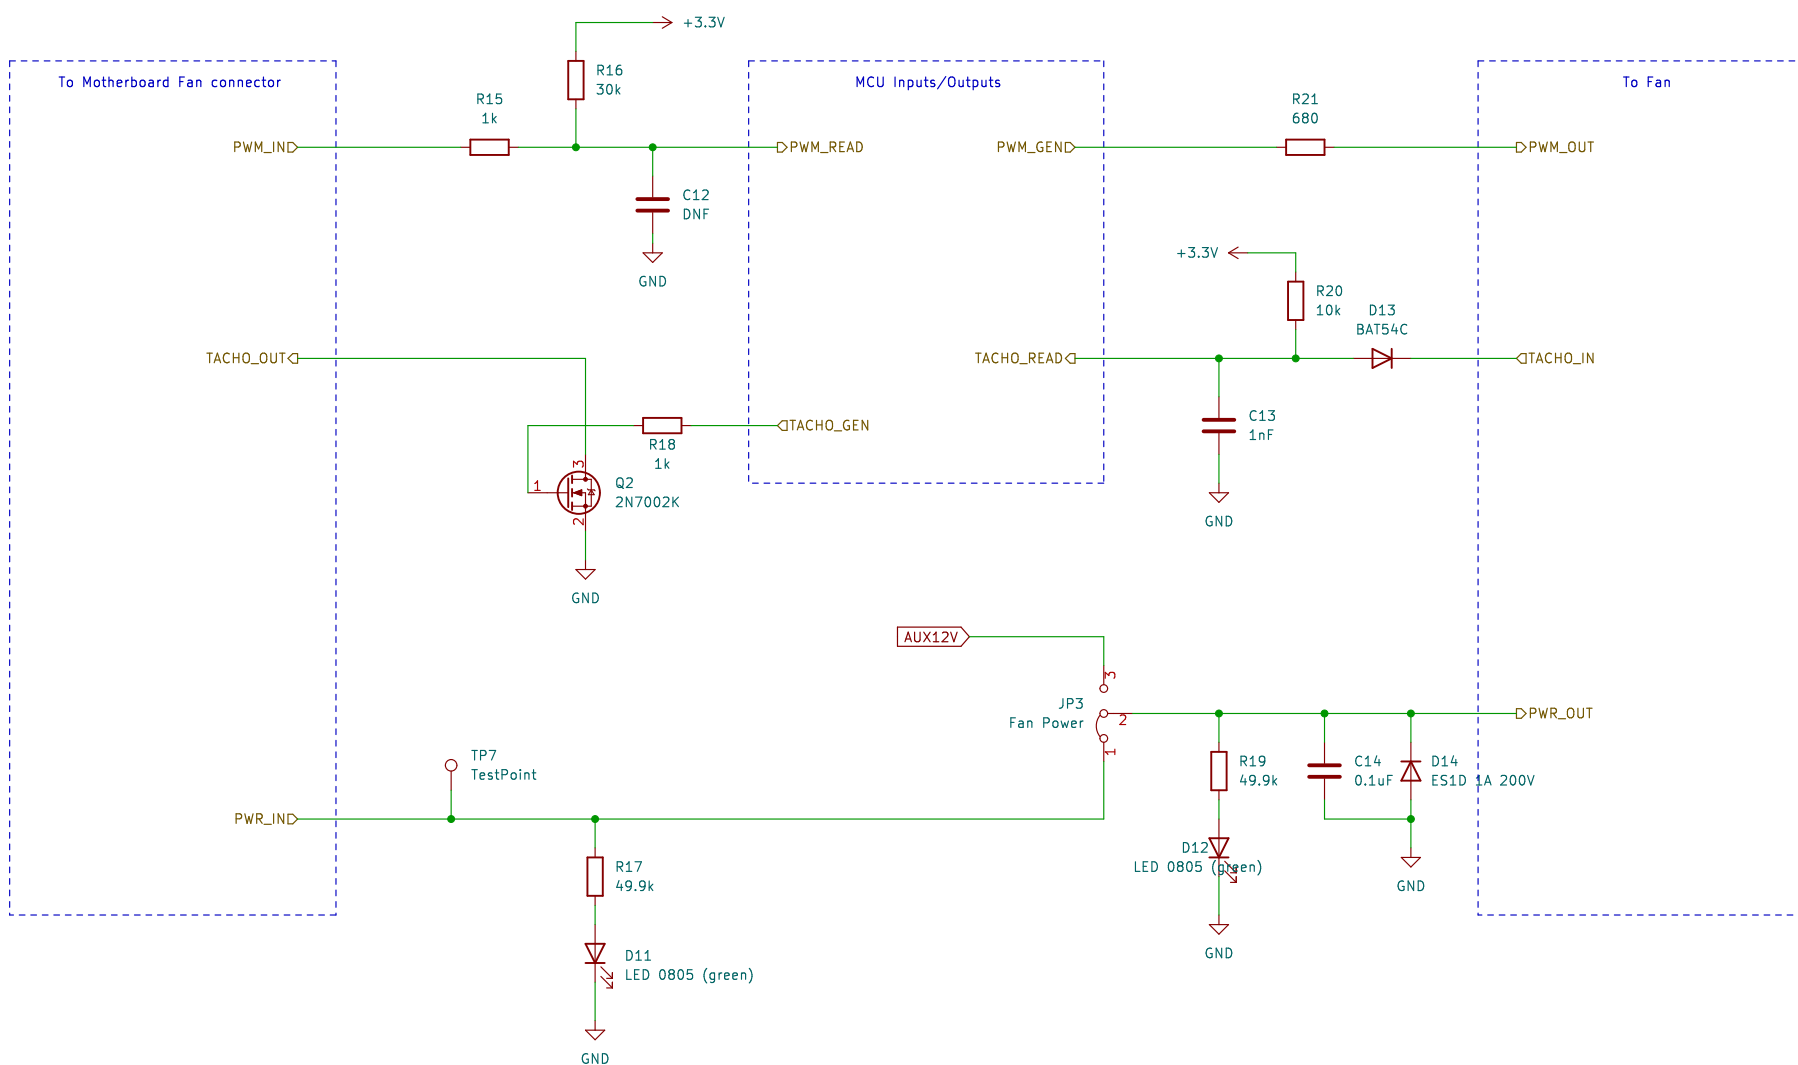 +3.3V
To Motherboard Fan connector
R16
30k
MCU Inputs/Outputs
To Fan
R15
1k
R21
680
PWM_IN
PWM_READ
PWM_GEN
PWM_OUT
C12
DNF
GND
+3.3V
R20
10k
D13
BAT54C
TACHO_OUT
TACHO_READ
TACHO_IN
C13
1nF
TACHO_GEN
R18
1k
3
1
Q2
2N7002K
2
GND
GND
AUX12V
3
JP3
Fan Power
2
1
PWR_OUT
TP7
TestPoint
R19
49.9k
C14
0.1uF
D14
ES1D 1A 200V
PWR_IN
D12
LED 0805 (green)
R17
49.9k
GND
GND
D11
LED 0805 (green)
GND